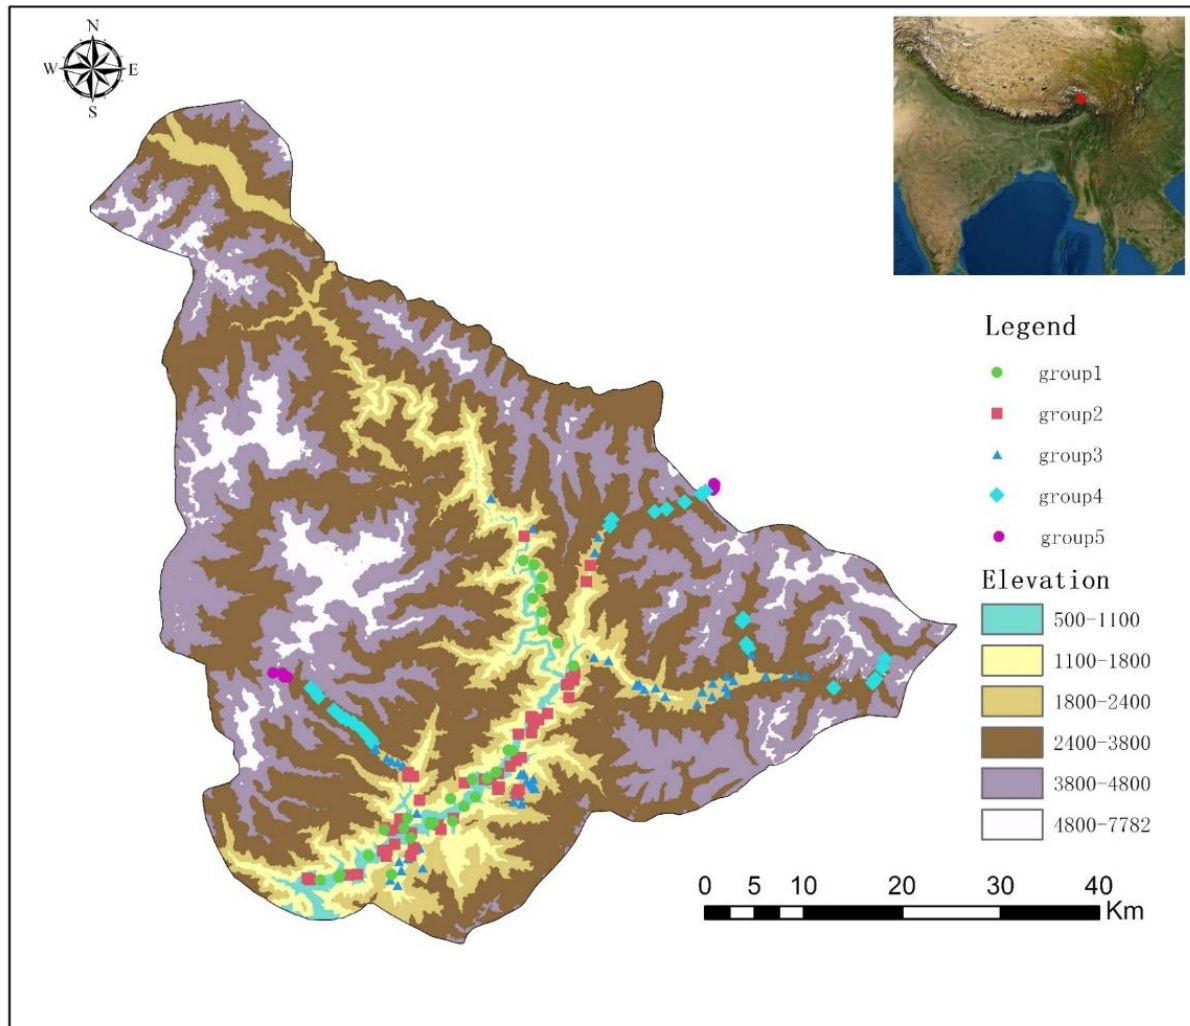 N
W E
S
Legend
group1
group2
group3
group4
group5
Elevation
500-1100
1100-1800
1800-2400
2400-3800
3800-4800
4800-7782
0 5 10 20 30 40
Km